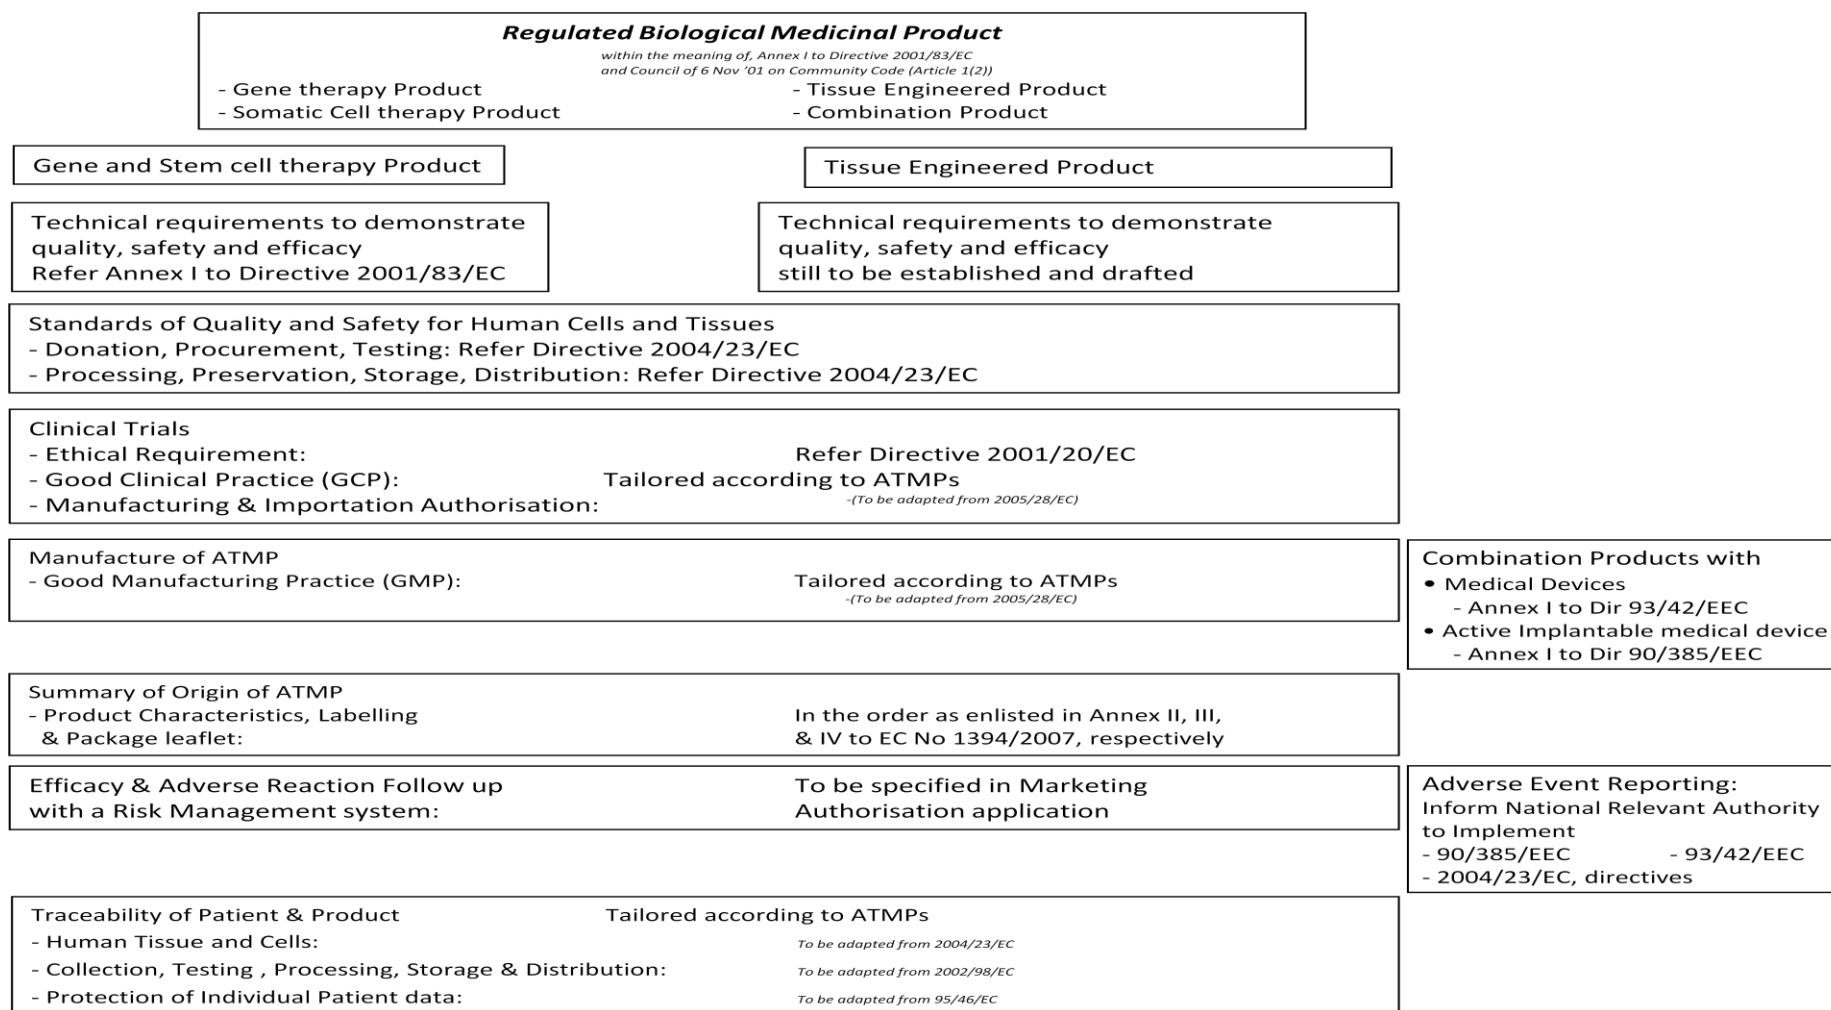 Regulated Biological Medicinal Product
within the meaning of, Annex I to Directive 2001/83/EC
and Council of 6 Nov '01 on Community Code (Article 1(2))
- Gene therapy Product - Tissue Engineered Product
- Somatic Cell therapy Product - Combination Product
Gene and Stem cell therapy Product
Tissue Engineered Product
Technical requirements to demonstrate
quality, safety and efficacy
Refer Annex I to Directive 2001/83/EC
Technical requirements to demonstrate
quality, safety and efficacy
still to be established and drafted
Standards of Quality and Safety for Human Cells and Tissues
- Donation, Procurement, Testing: Refer Directive 2004/23/EC
- Processing, Preservation, Storage, Distribution: Refer Directive 2004/23/EC
Clinical Trials
- Ethical Requirement: Refer Directive 2001/20/EC
- Good Clinical Practice (GCP): Tailored according to ATMPs
- Manufacturing & Importation Authorisation: -(To be adapted from 2005/28/EC)
Manufacture of ATMP
- Good Manufacturing Practice (GMP): Tailored according to ATMPs
-(To be adapted from 2005/28/EC)
Combination Products with
• Medical Devices
- Annex I to Dir 93/42/EEC
• Active Implantable medical device
- Annex I to Dir 90/385/EEC
Summary of Origin of ATMP
- Product Characteristics, Labelling In the order as enlisted in Annex II, III,
& Package leaflet: & IV to EC No 1394/2007, respectively
Efficacy & Adverse Reaction Follow up To be specified in Marketing
with a Risk Management system: Authorisation application
Adverse Event Reporting:
Inform National Relevant Authority
to Implement
- 90/385/EEC - 93/42/EEC
- 2004/23/EC, directives
Traceability of Patient & Product Tailored according to ATMPs
- Human Tissue and Cells: To be adapted from 2004/23/EC
- Collection, Testing , Processing, Storage & Distribution: To be adapted from 2002/98/EC
- Protection of Individual Patient data: To be adapted from 95/46/EC